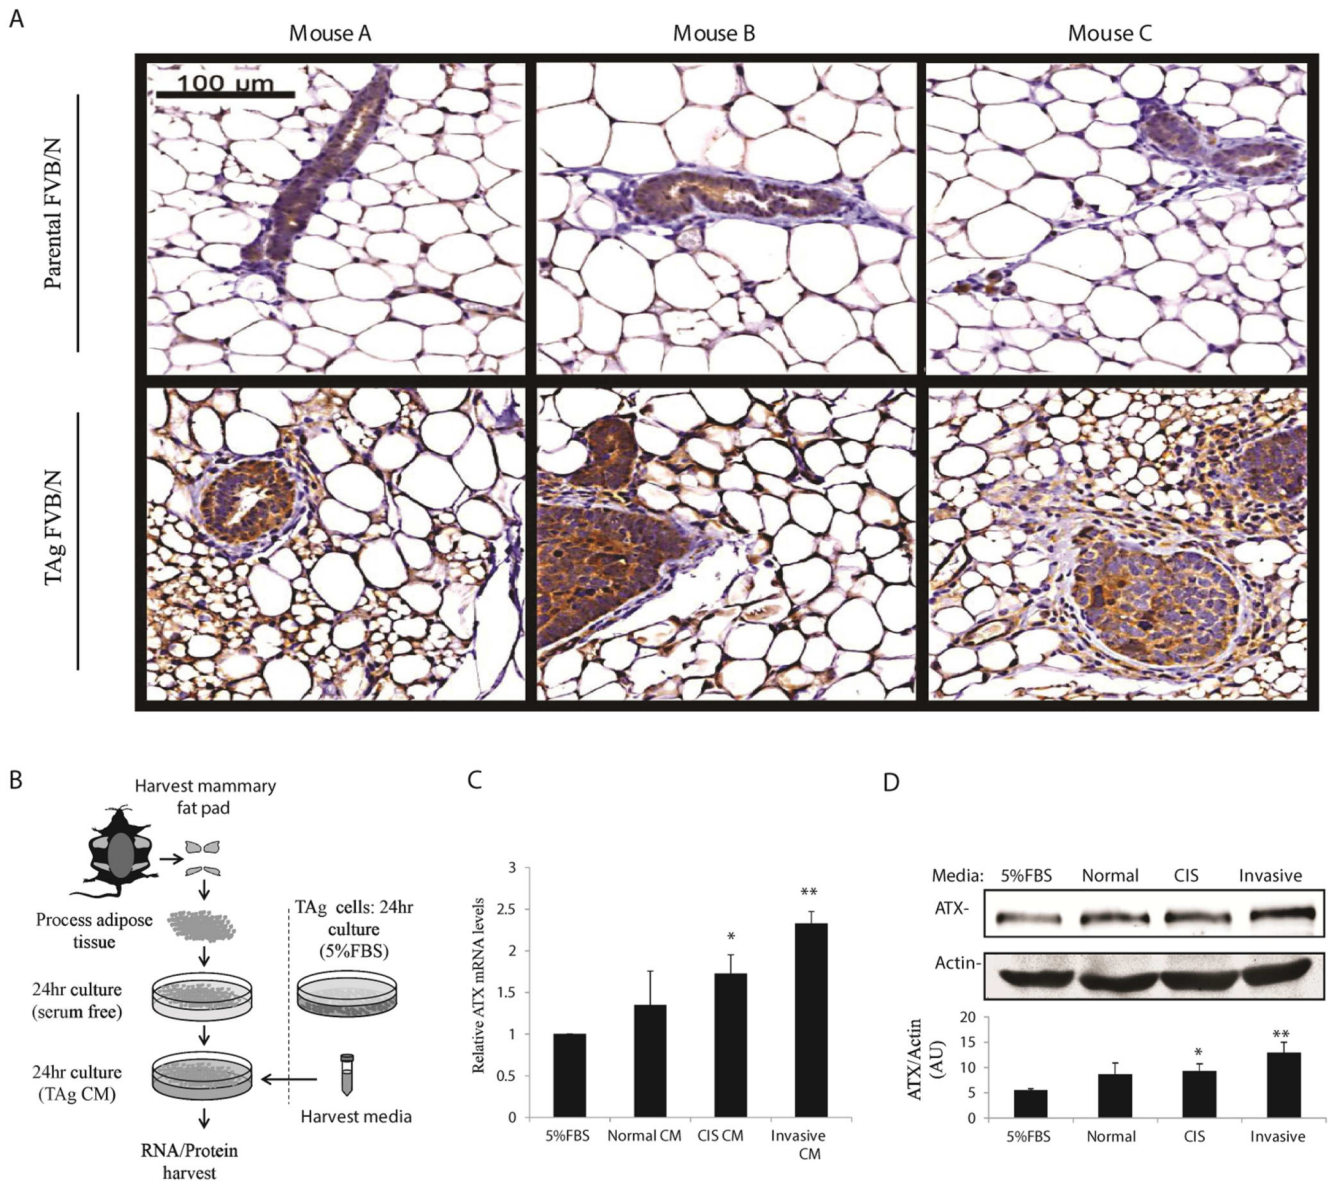 A
Mouse A
Mouse B
Mouse C
100 µm
Parental FVB/N
TAg FVB/N
B
Harvest mammary
fat pad
Process adipose
tissue
24hr culture
(serum free)
24hr culture
(TAg CM)
RNA/Protein
harvest
TAg cells: 24hr
culture
(5%FBS)
Harvest media
C
Relative ATX mRNA levels
3
2.5
2
1.5
1
0.5
0
*
**
5%FBS
Normal CM
CIS CM
Invasive
CM
D
Media: 5%FBS Normal CIS Invasive
ATX-
Actin-
ATX/Actin
(AU)
20
15
10
5
0
*
**
5%FBS
Normal
CIS
Invasive